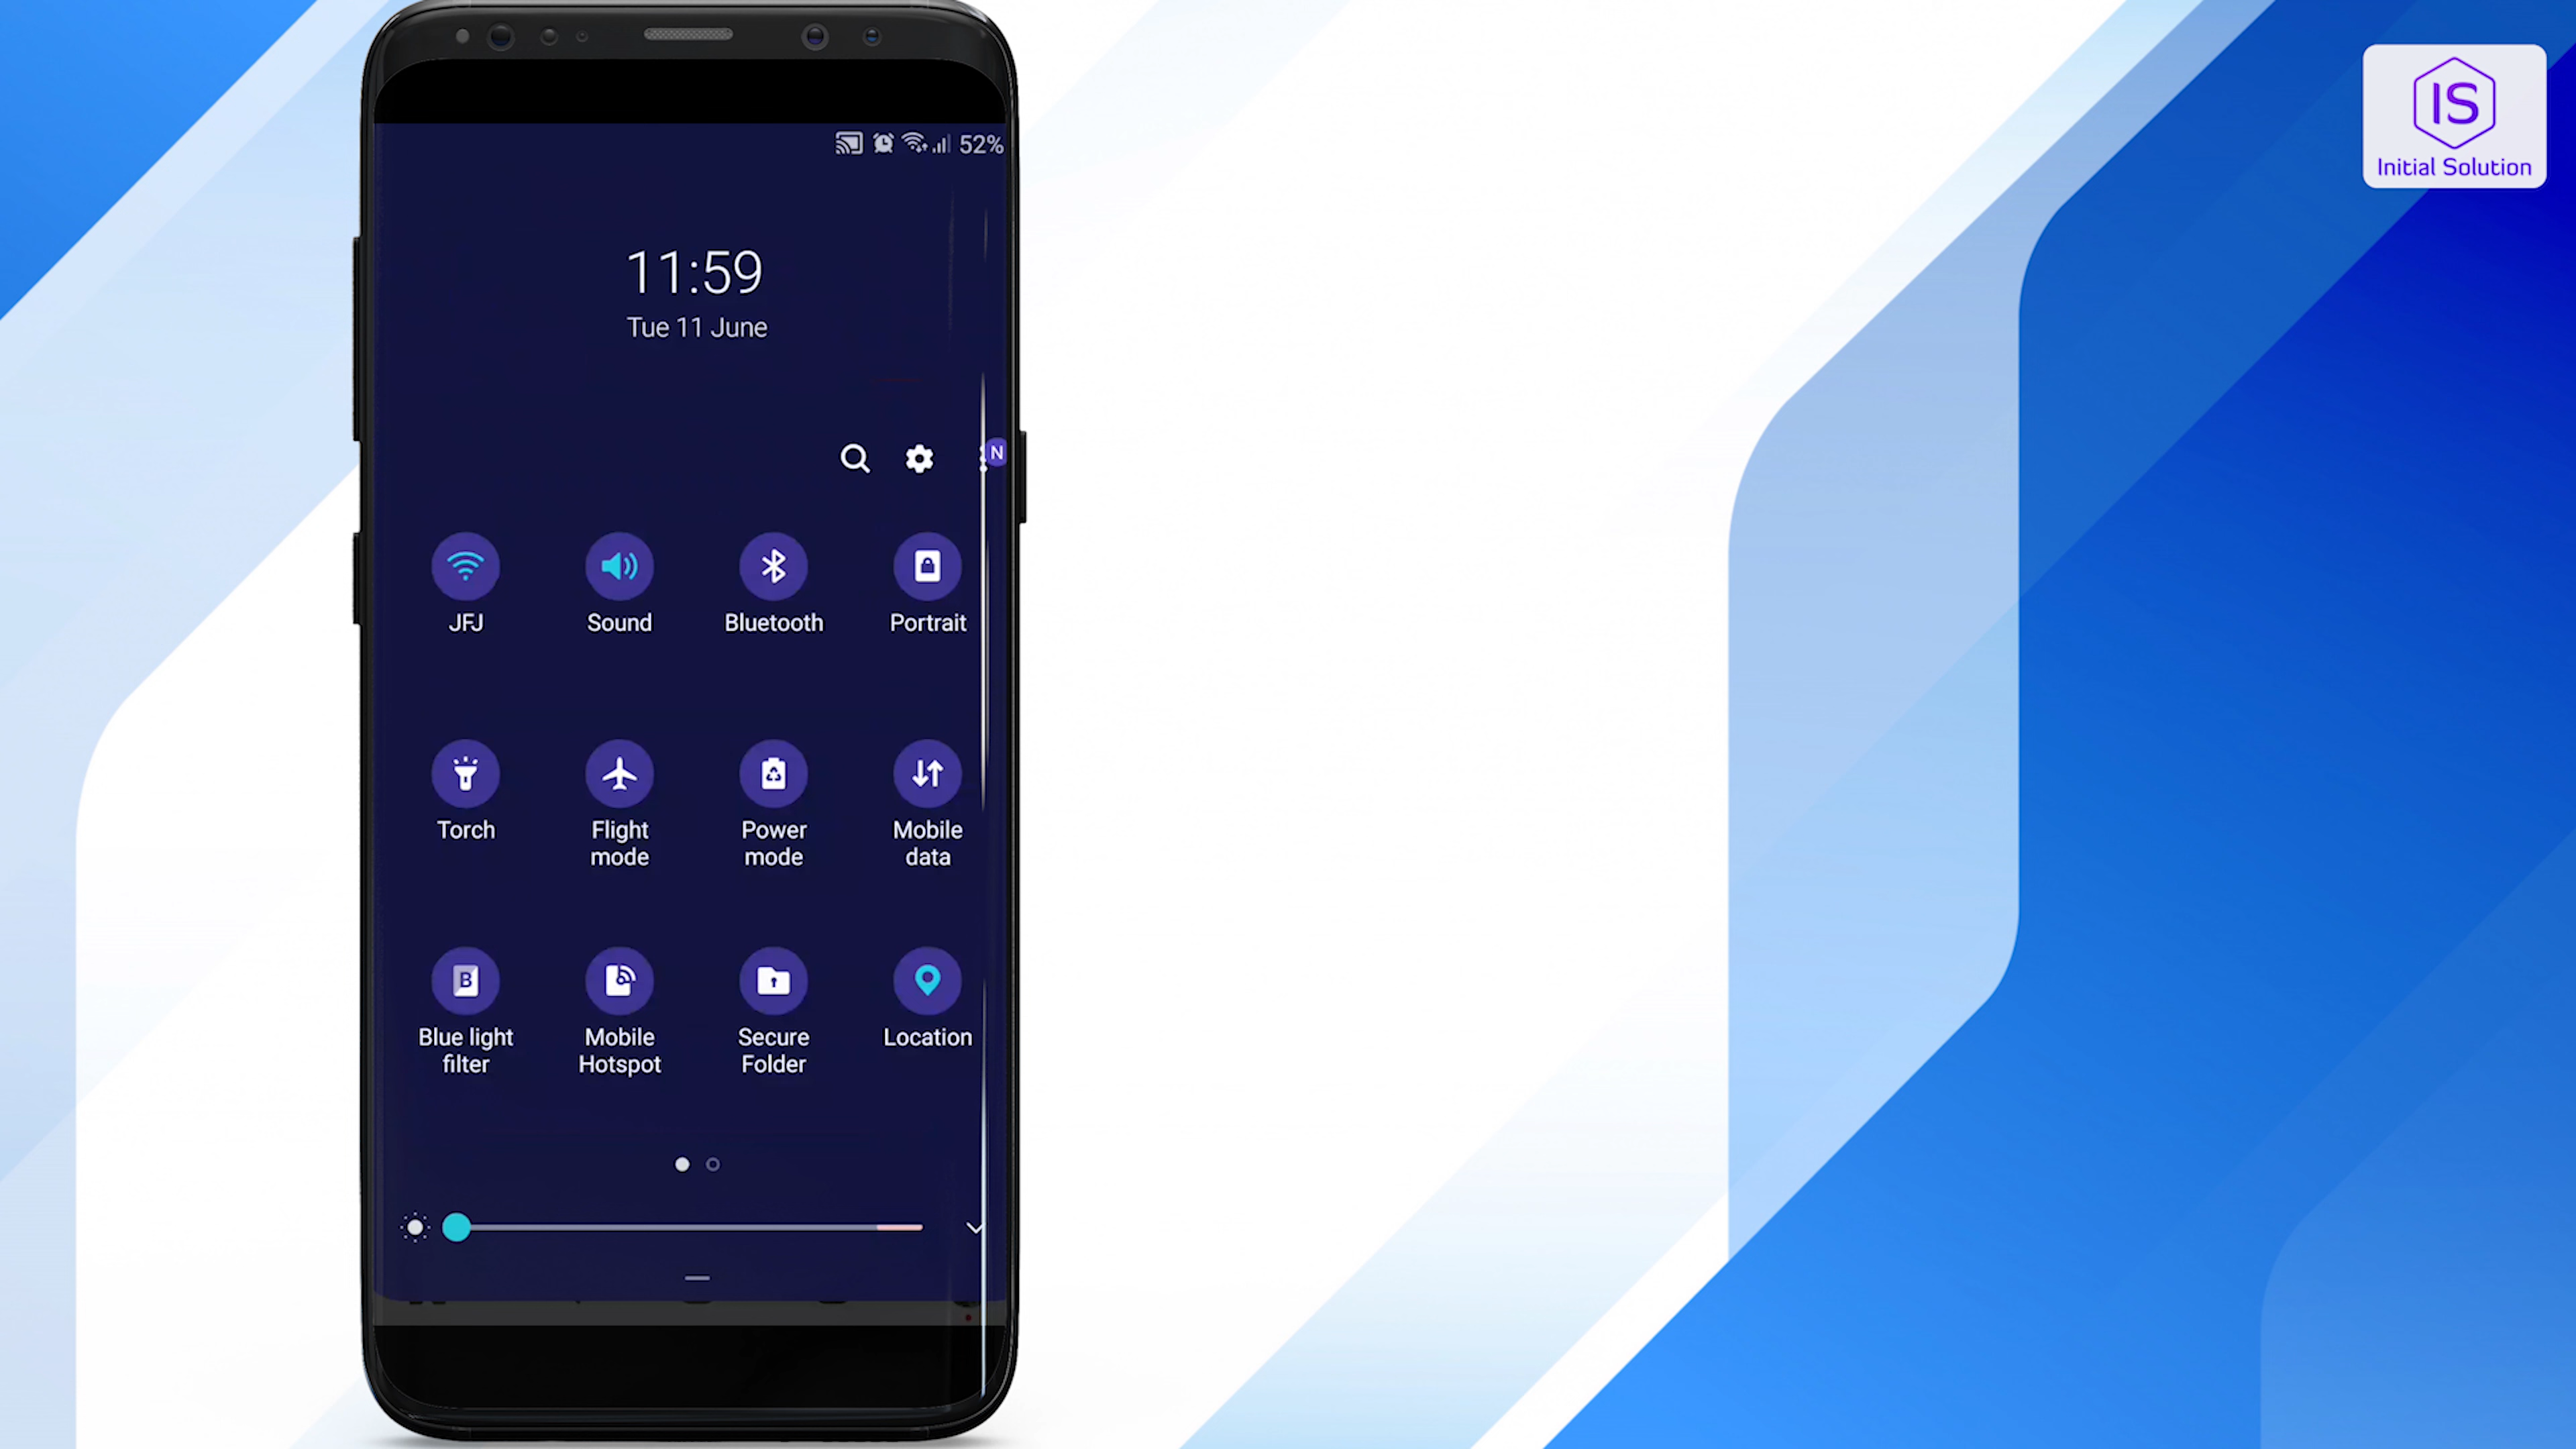 IS
Initial Solution
52%
11:59
Tue 11 June
N
JFJ
Sound
Bluetooth
Portrait
Torch
Flight
mode
Power
mode
Mobile
data
Blue light
filter
Mobile
Hotspot
Secure
Folder
Location
B